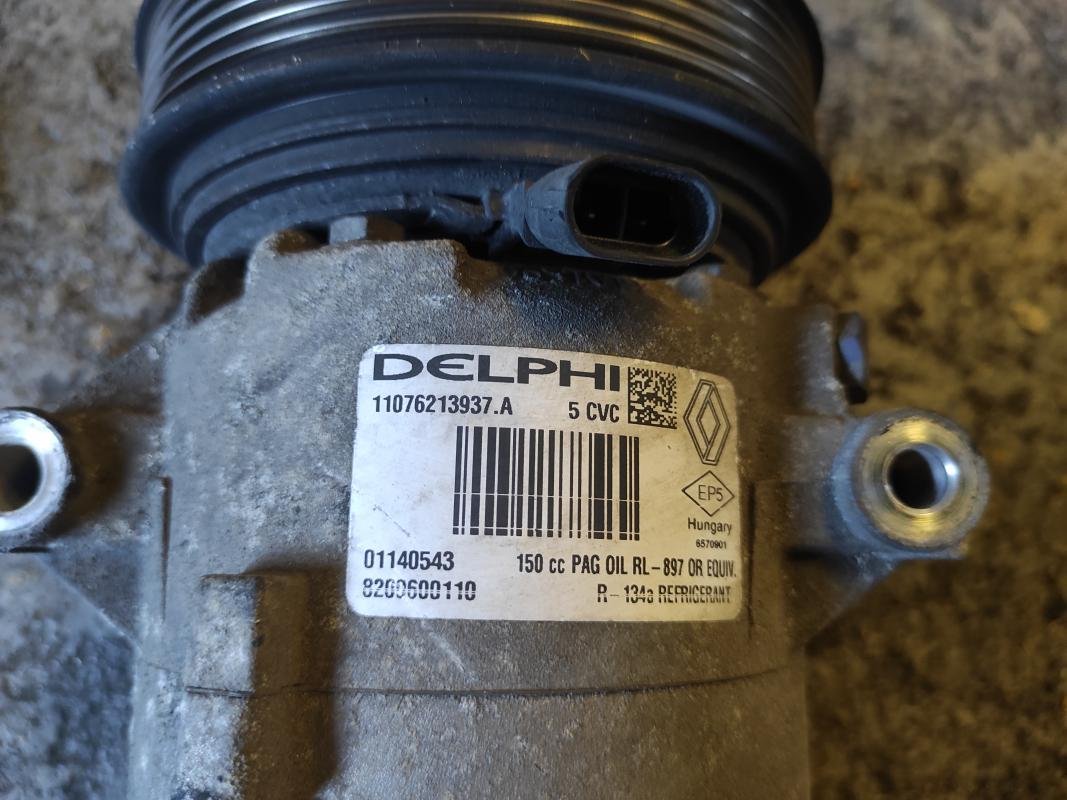 DELPHI
11076213937.A 5 CVC
EP5
Hungary
6570901
01140543 150 cc PAG OIL RL-897 OR EQUIV.
8200600110 R-134a REFRIGERANT